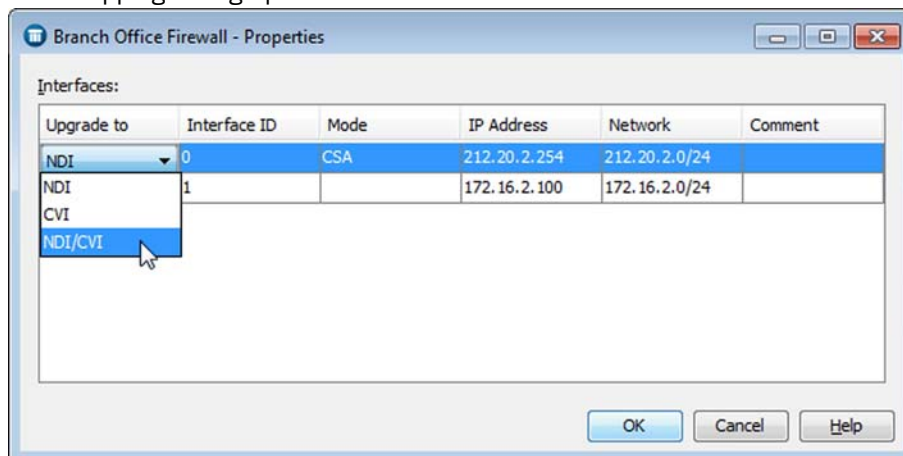 Branch Office Firewall - Properties
Interfaces:
Upgrade to Interface ID Mode IP Address Network Comment
NDI 0 CSA 212.20.2.254 212.20.2.0/24
NDI 1 172.16.2.100 172.16.2.0/24
CVI
NDI/CVI
OK Cancel Help